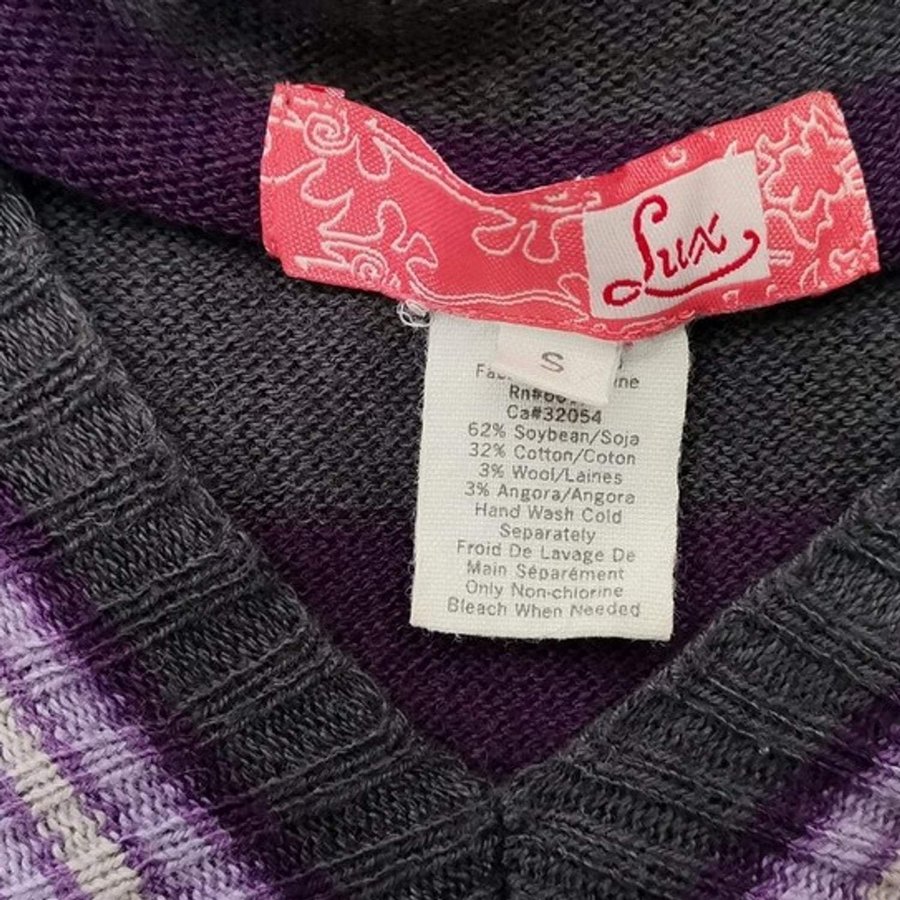 Lux
S
Ca#32054
62% Soybean/Soja
32% Cotton/Coton
3% Wool/Laines
3% Angora/Angora
Hand Wash Cold
Separately
Froid De Lavage De
Main Séparément
Only Non-chlorine
Bleach When Needed